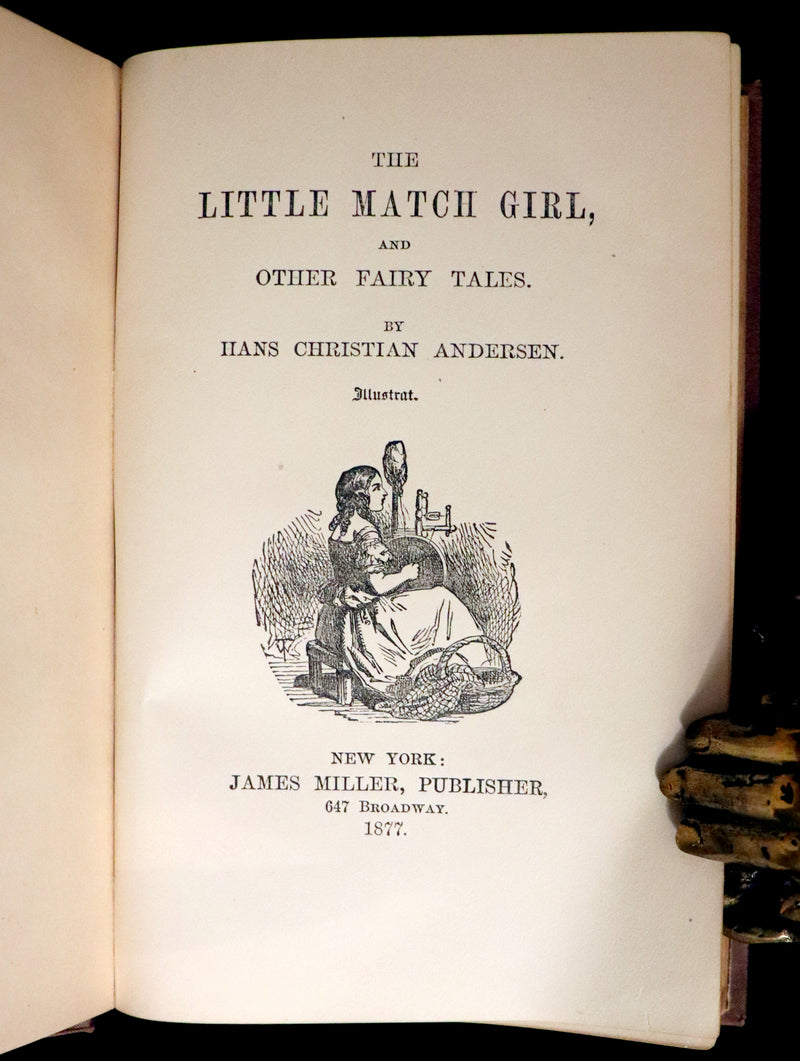 THE
LITTLE MATCH GIRL,
AND
OTHER FAIRY TALES.
BY
HANS CHRISTIAN ANDERSEN.
Illustrat.
NEW YORK:
JAMES MILLER, PUBLISHER,
647 BROADWAY.
1877.